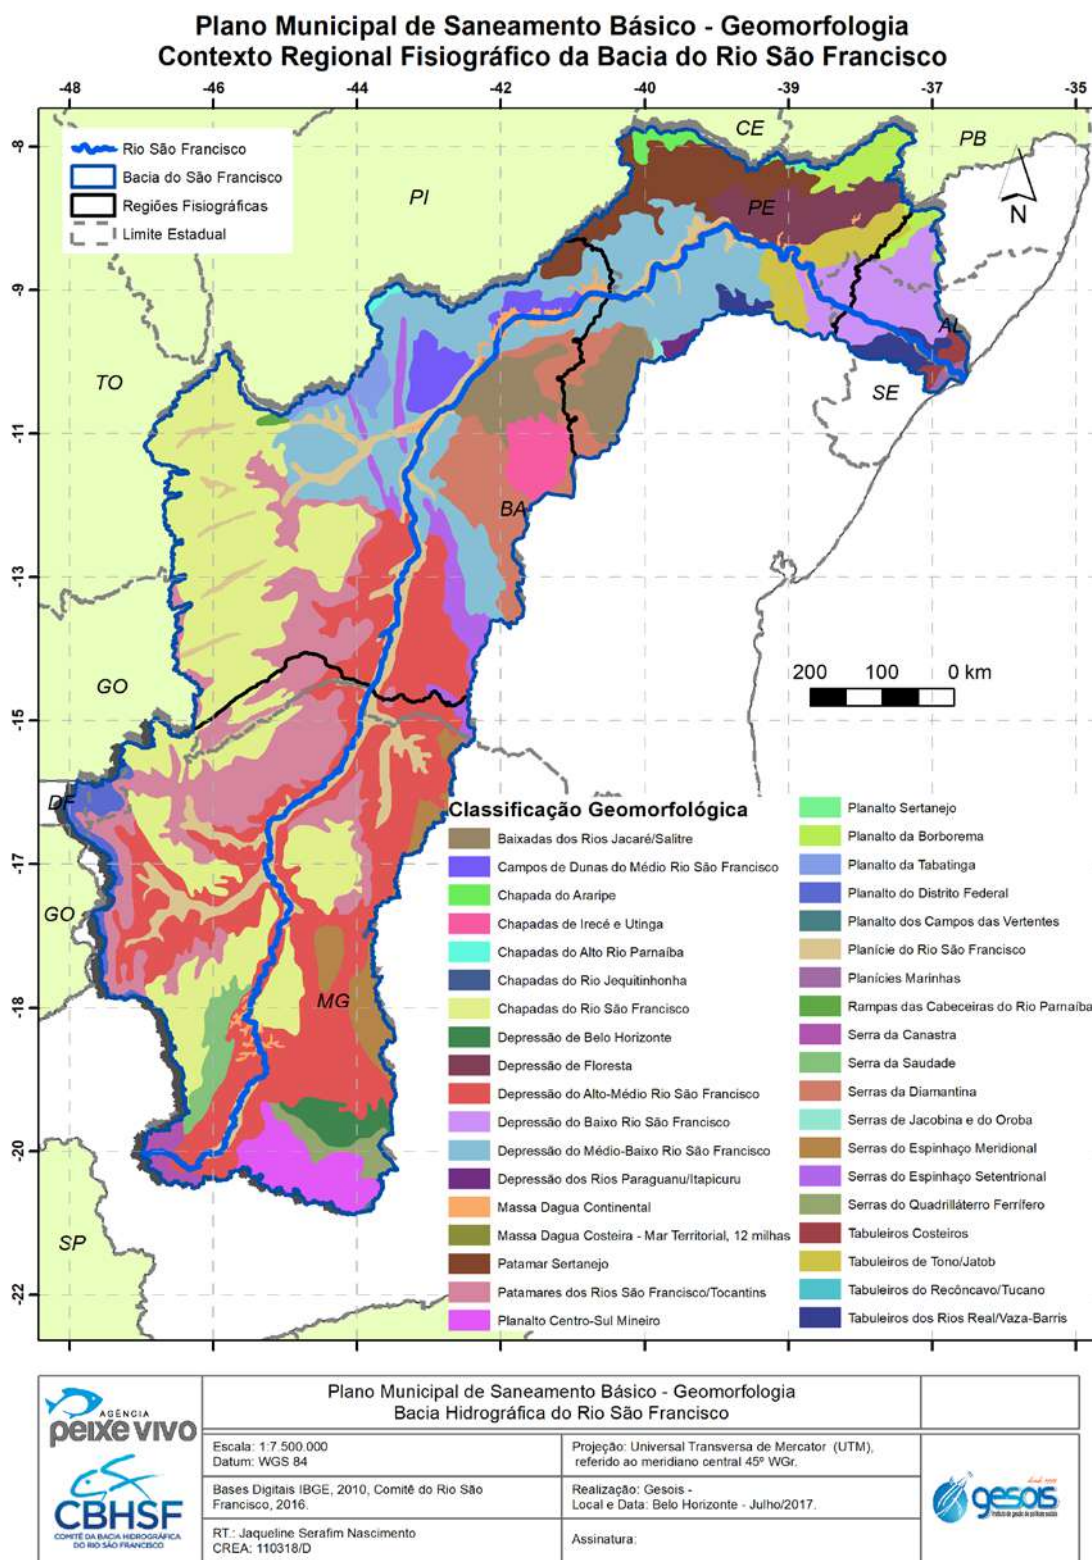 Plano Municipal de Saneamento Básico - Geomorfologia
Contexto Regional Fisiográfico da Bacia do Rio São Francisco
-48 -46 -44 -42 -40 -39 -37 -35
Rio São Francisco
Bacia do São Francisco
Regiões Fisiográficas
Limite Estadual
CE
PB
PI
PE
N
AL
TO
SE
BA
GO
200 100 0 km
DF
GO
MG
SP
-8
-9
-11
-13
-15
-17
-18
-20
-22
Classificação Geomorfológica
Baixadas dos Rios Jacaré/Salitre
Campos de Dunas do Médio Rio São Francisco
Chapada do Araripe
Chapadas de Irecê e Utinga
Chapadas do Alto Rio Parnaíba
Chapadas do Rio Jequitinhonha
Chapadas do Rio São Francisco
Depressão de Belo Horizonte
Depressão de Floresta
Depressão do Alto-Médio Rio São Francisco
Depressão do Baixo Rio São Francisco
Depressão do Médio-Baixo Rio São Francisco
Depressão dos Rios Paraguanu/Itapicuru
Massa Dagua Continental
Massa Dagua Costeira - Mar Territorial, 12 milhas
Patamar Sertanejo
Patamares dos Rios São Francisco/Tocantins
Planalto Centro-Sul Mineiro
Planalto Sertanejo
Planalto da Borborema
Planalto da Tabatinga
Planalto do Distrito Federal
Planalto dos Campos das Vertentes
Planície do Rio São Francisco
Planícies Marinhas
Rampas das Cabeceiras do Rio Parnaíba
Serra da Canastra
Serra da Saudade
Serras da Diamantina
Serras de Jacobina e do Oroba
Serras do Espinhaço Meridional
Serras do Espinhaço Setentrional
Serras do Quadrilláterro Ferrífero
Tabuleiros Costeiros
Tabuleiros de Tono/Jatob
Tabuleiros do Recôncavo/Tucano
Tabuleiros dos Rios Real/Vaza-Barris
AGÊNCIA
peixe vivo
CBHSF
COMITÊ DA BACIA HIDROGRÁFICA
DO RIO SÃO FRANCISCO
Plano Municipal de Saneamento Básico - Geomorfologia
Bacia Hidrográfica do Rio São Francisco
Escala: 1:7.500.000
Datum: WGS 84
Projeção: Universal Transversa de Mercator (UTM),
referido ao meridiano central 45º WGr.
Bases Digitais IBGE, 2010, Comitê do Rio São
Francisco, 2016.
Realização: Gesois -
Local e Data: Belo Horizonte - Julho/2017.
RT.: Jaqueline Serafim Nascimento
CREA: 110318/D
Assinatura:
gesois